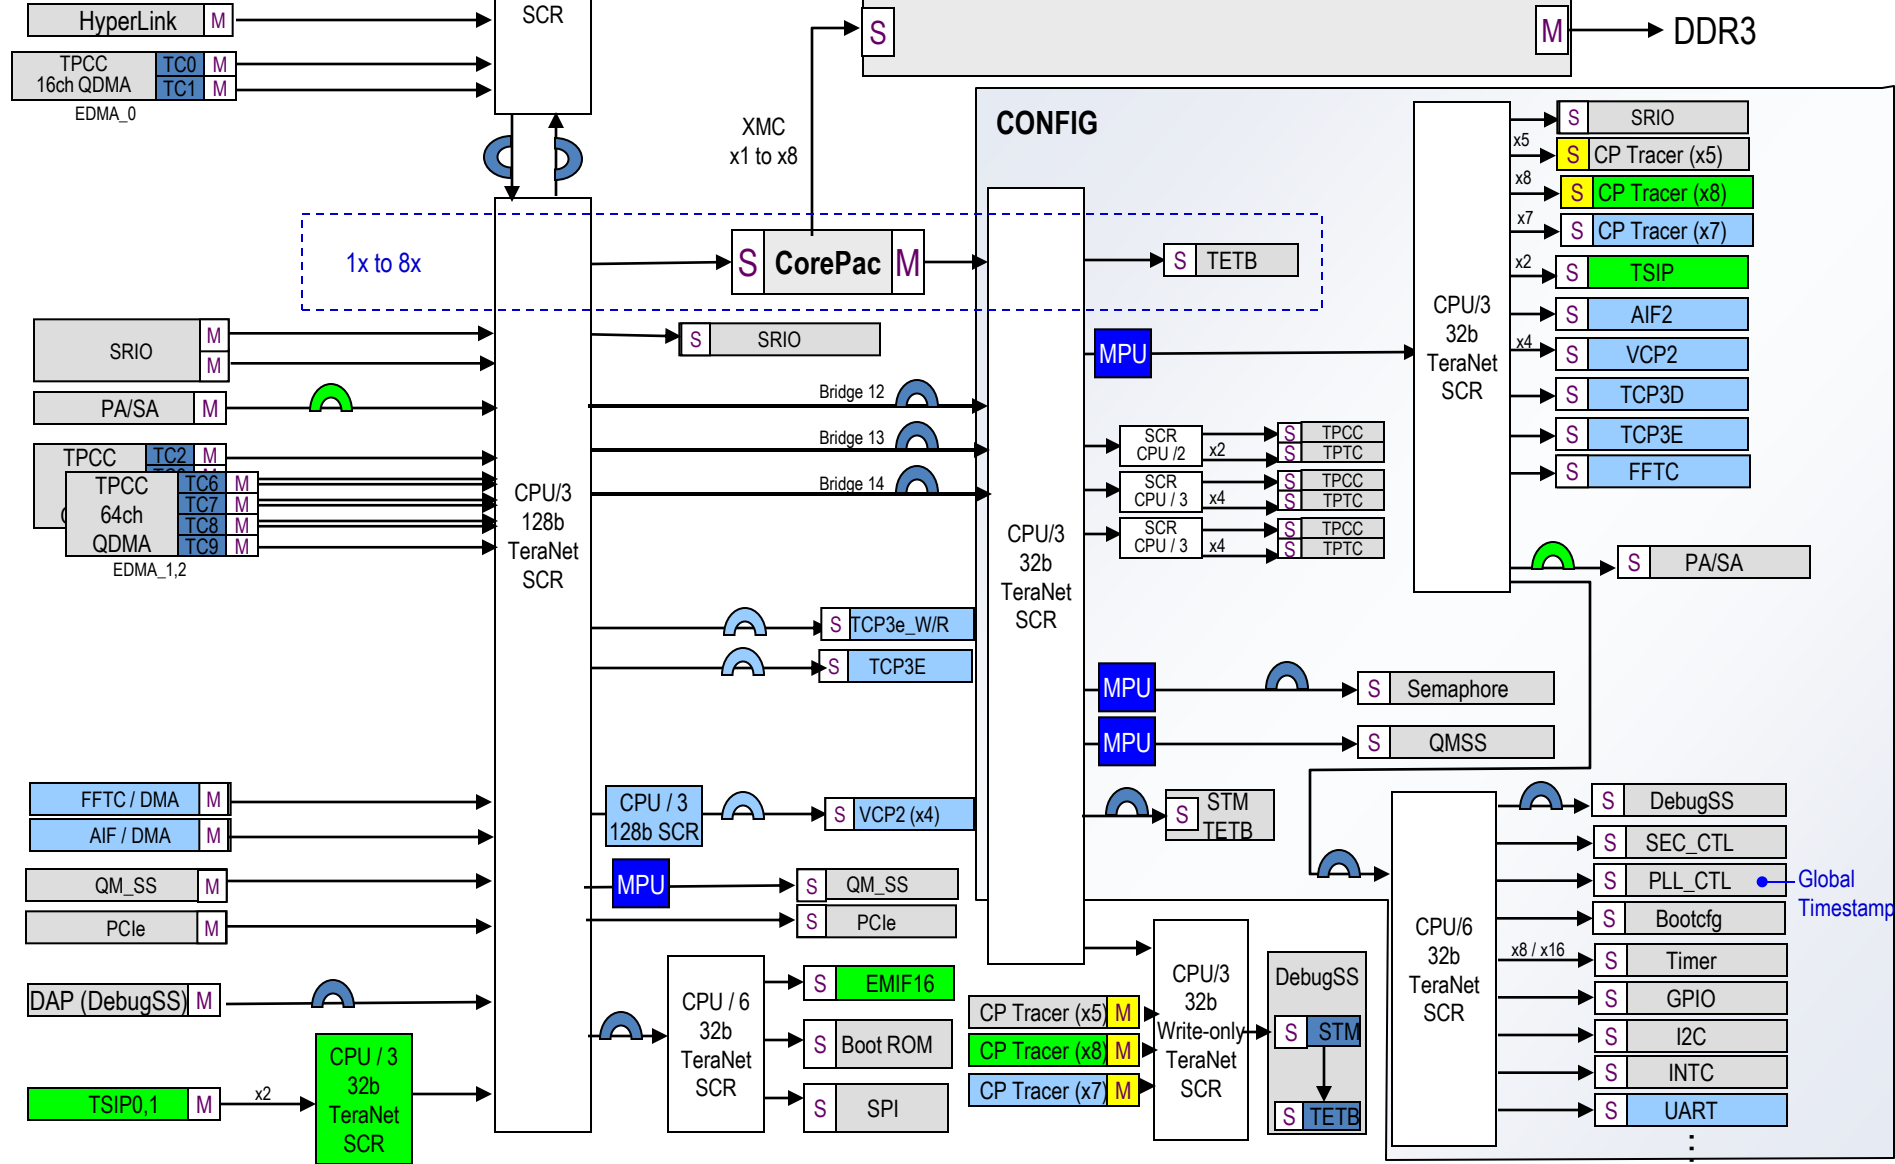 HyperLink M
SCR
S
M
DDR3
TPCC
16ch QDMA
TC0 M
TC1 M
EDMA_0
XMC
x1 to x8
CONFIG
1x to 8x
S CorePac M
S TETB
SRIO
M
M
S SRIO
PA/SA M
TPCC
TC2 M
TPCC
64ch
QDMA
TC6 M
TC7 M
TC8 M
TC9 M
EDMA_1,2
CPU/3
128b
TeraNet
SCR
Bridge 12
Bridge 13
Bridge 14
CPU/3
32b
TeraNet
SCR
MPU
SCR
CPU /2
x2
S TPCC
S TPTC
SCR
CPU / 3
x4
S TPCC
S TPTC
SCR
CPU / 3
x4
S TPCC
S TPTC
CPU/3
32b
TeraNet
SCR
S SRIO
x5
S CP Tracer (x5)
x8
S CP Tracer (x8)
x7
S CP Tracer (x7)
x2
S TSIP
S AIF2
x4
S VCP2
S TCP3D
S TCP3E
S FFTC
S PA/SA
S TCP3e_W/R
S TCP3E
MPU
S Semaphore
MPU
S QMSS
S STM
TETB
FFTC / DMA M
AIF / DMA M
CPU / 3
128b SCR
S VCP2 (x4)
QM_SS M
MPU
S QM_SS
PCIe M
S PCIe
DAP (DebugSS) M
CPU / 6
32b
TeraNet
SCR
S EMIF16
S Boot ROM
S SPI
TSIP0,1 M
x2
CPU / 3
32b
TeraNet
SCR
CP Tracer (x5) M
CP Tracer (x8) M
CP Tracer (x7) M
CPU/3
32b
Write-only
TeraNet
SCR
DebugSS
S STM
S TETB
CPU/6
32b
TeraNet
SCR
S DebugSS
S SEC_CTL
S PLL_CTL
Global
Timestamp
S Bootcfg
x8 / x16
S Timer
S GPIO
S I2C
S INTC
S UART